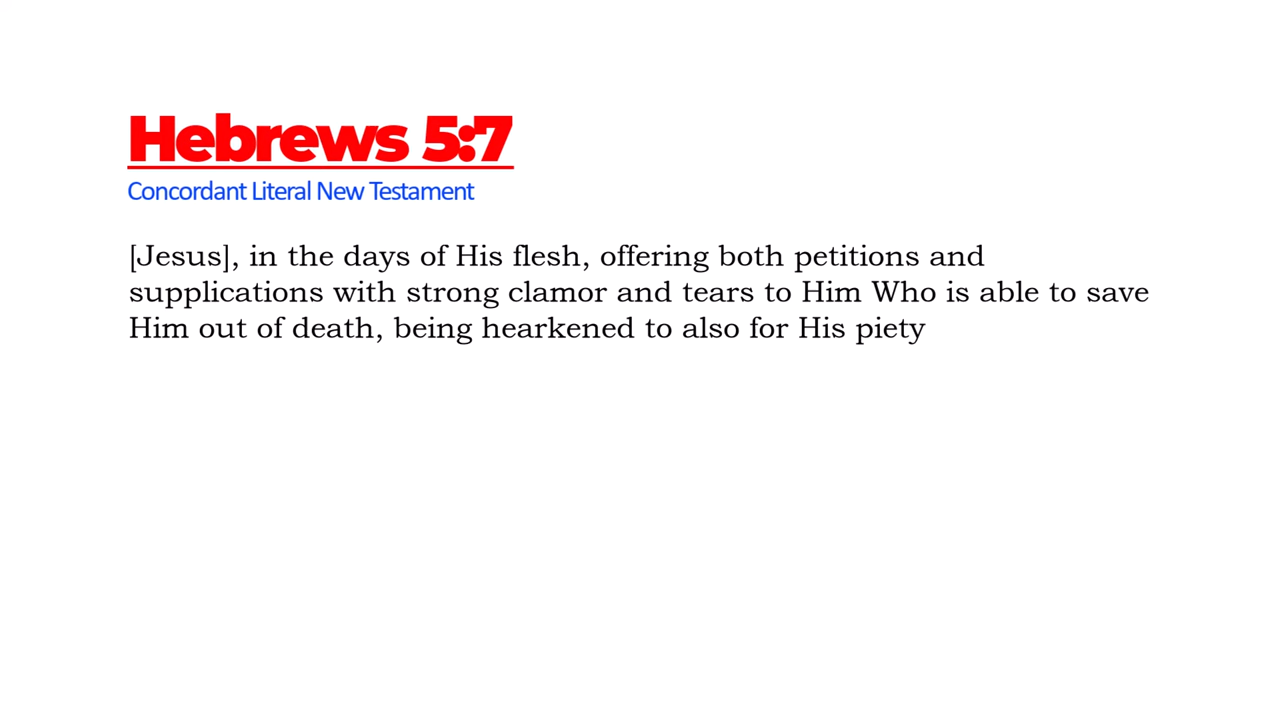 Hebrews 5:7
Concordant Literal New Testament
[Jesus], in the days of His flesh, offering both petitions and
supplications with strong clamor and tears to Him Who is able to save
Him out of death, being hearkened to also for His piety